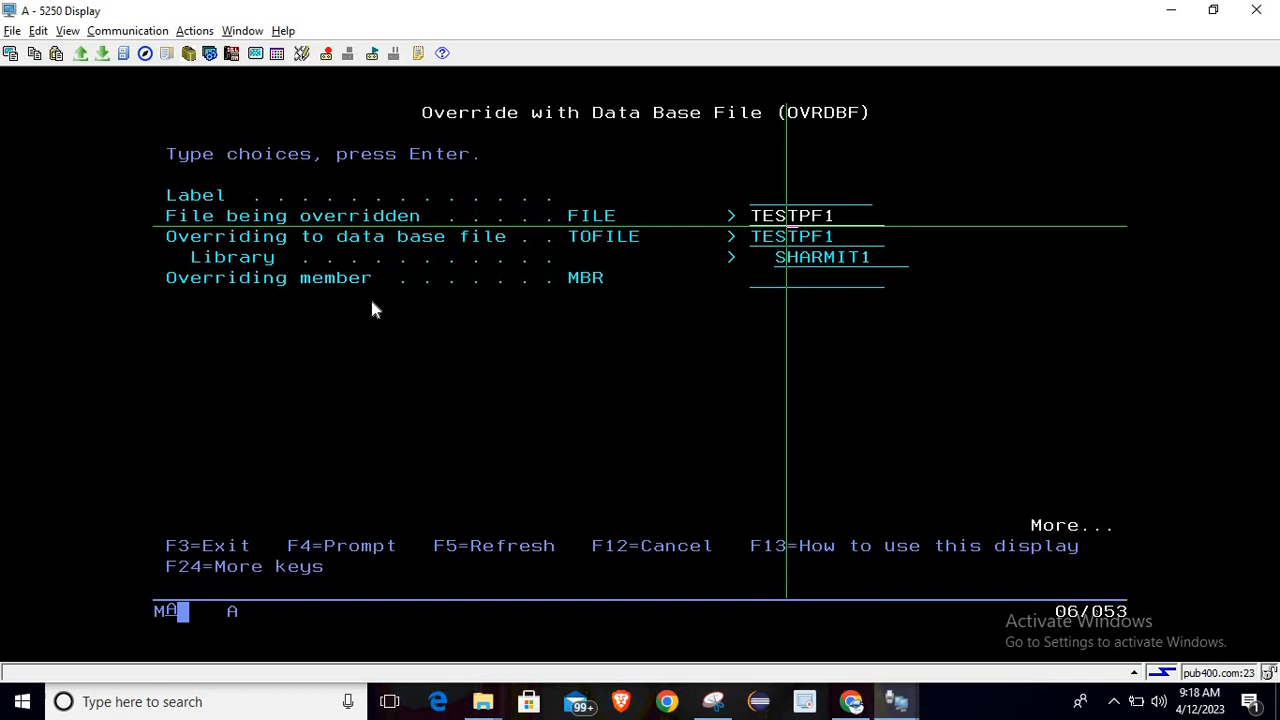 A - 5250 Display
File Edit View Communication Actions Window Help
Override with Data Base File (OVRDBF)
Type choices, press Enter.
Label . . . . . . . . . . . . .
File being overridden . . . . . FILE > TESTPF1
Overriding to data base file . . TOFILE > TESTPF1
Library . . . . . . . . . . . > SHARMIT1
Overriding member . . . . . . . MBR
More...
F3=Exit F4=Prompt F5=Refresh F12=Cancel F13=How to use this display
F24=More keys
MA A 06/053
Activate Windows
Go to Settings to activate Windows.
pub400.com:23
Type here to search
99+
9:18 AM
4/12/2023
1